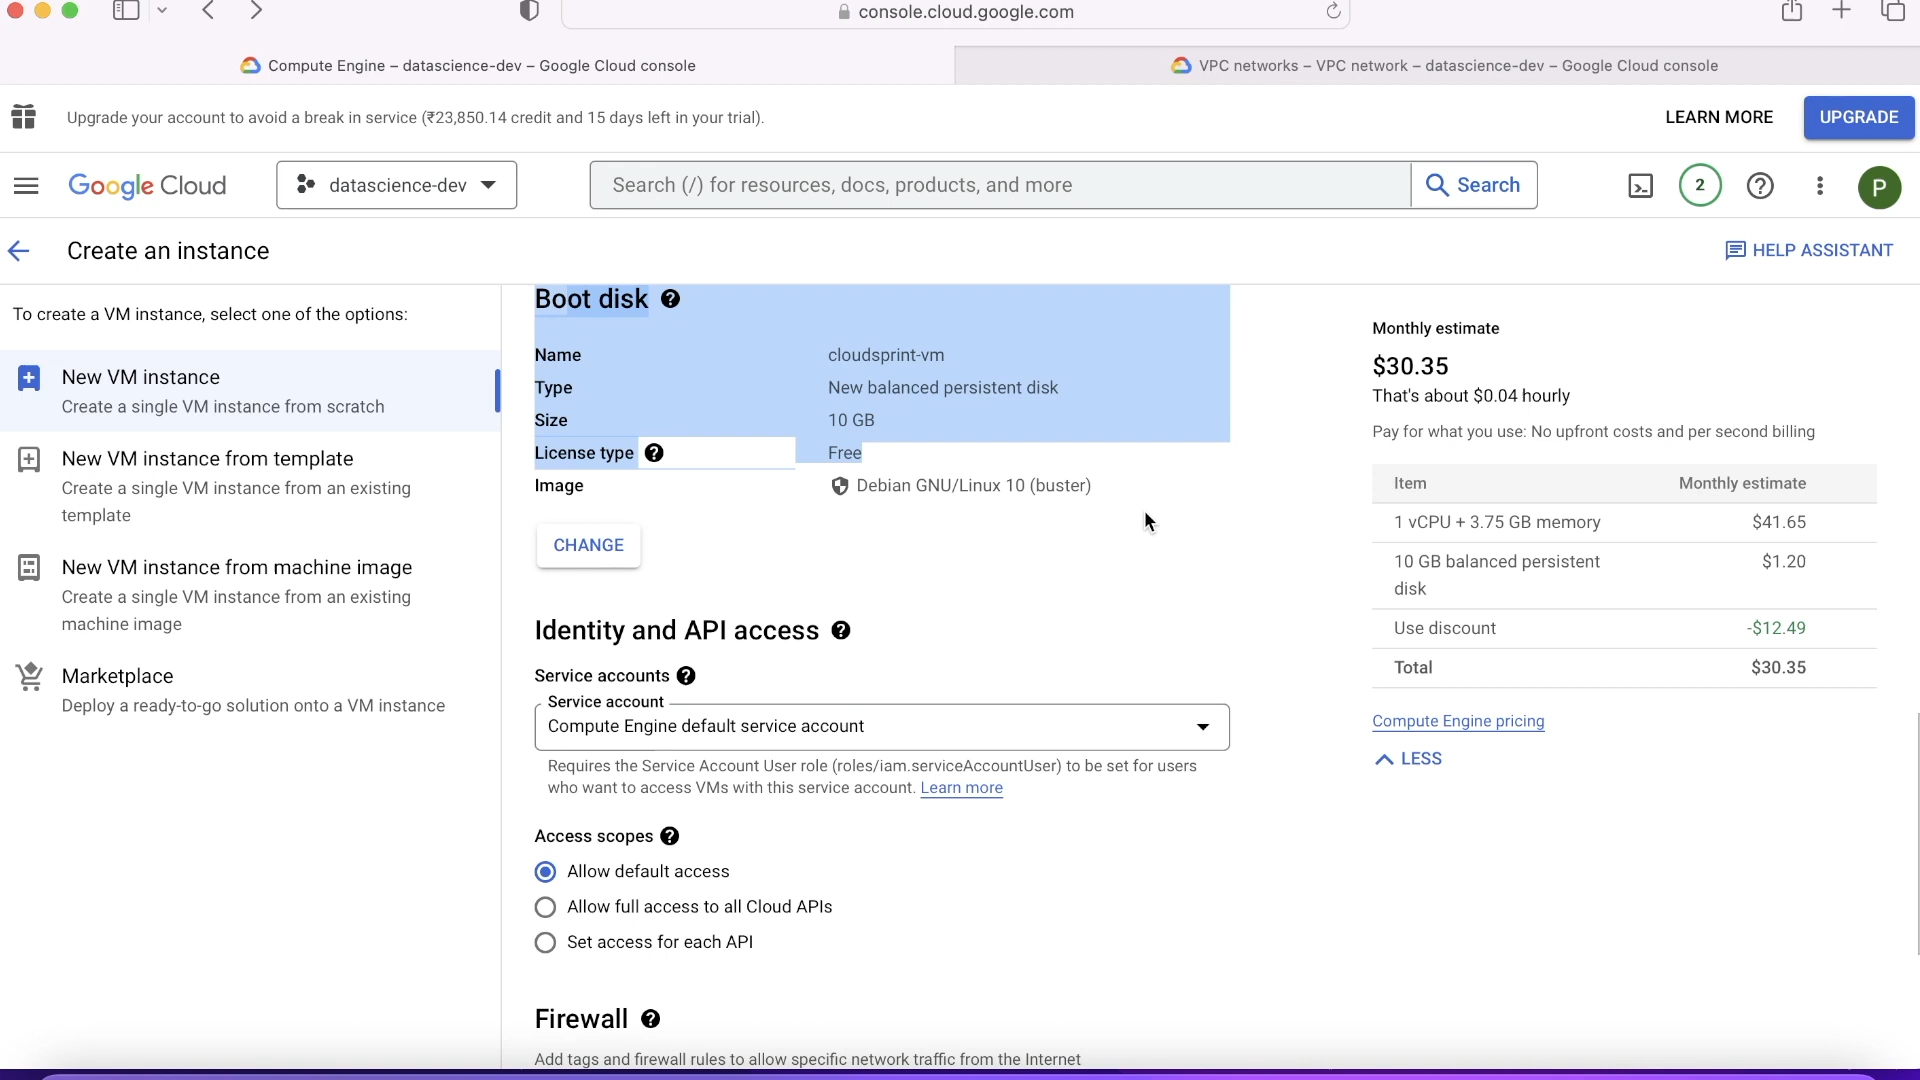 console.cloud.google.com
Compute Engine – datascience-dev – Google Cloud console
VPC networks – VPC network – datascience-dev – Google Cloud console
Upgrade your account to avoid a break in service (₹23,850.14 credit and 15 days left in your trial).
LEARN MORE
UPGRADE
Google Cloud
datascience-dev
Search (/) for resources, docs, products, and more
Search
2
P
Create an instance
HELP ASSISTANT
To create a VM instance, select one of the options:
New VM instance
Create a single VM instance from scratch
New VM instance from template
Create a single VM instance from an existing
template
New VM instance from machine image
Create a single VM instance from an existing
machine image
Marketplace
Deploy a ready-to-go solution onto a VM instance
Boot disk
Name cloudsprint-vm
Type New balanced persistent disk
Size 10 GB
License type Free
Image Debian GNU/Linux 10 (buster)
CHANGE
Identity and API access
Service accounts
Service account
Compute Engine default service account
Requires the Service Account User role (roles/iam.serviceAccountUser) to be set for users
who want to access VMs with this service account. Learn more
Access scopes
Allow default access
Allow full access to all Cloud APIs
Set access for each API
Firewall
Add tags and firewall rules to allow specific network traffic from the Internet
Monthly estimate
$30.35
That's about $0.04 hourly
Pay for what you use: No upfront costs and per second billing
Item Monthly estimate
1 vCPU + 3.75 GB memory $41.65
10 GB balanced persistent $1.20
disk
Use discount -$12.49
Total $30.35
Compute Engine pricing
LESS